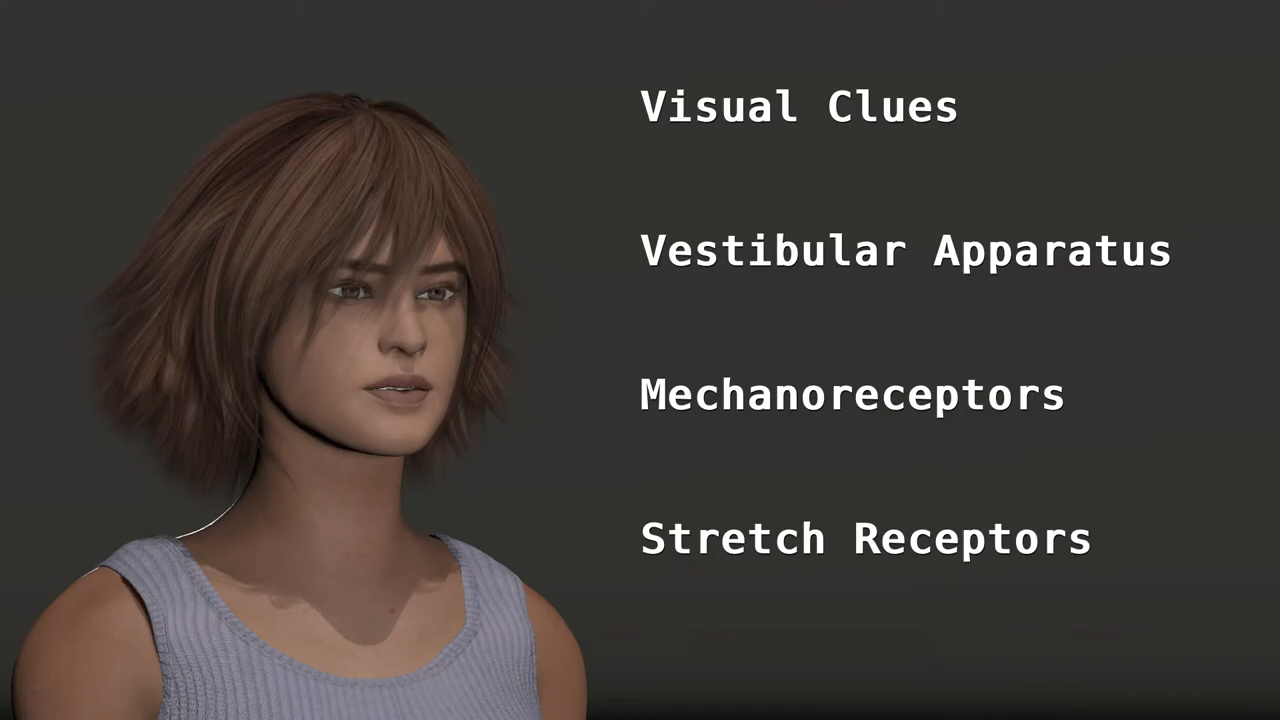 Visual Clues
Vestibular Apparatus
Mechanoreceptors
Stretch Receptors